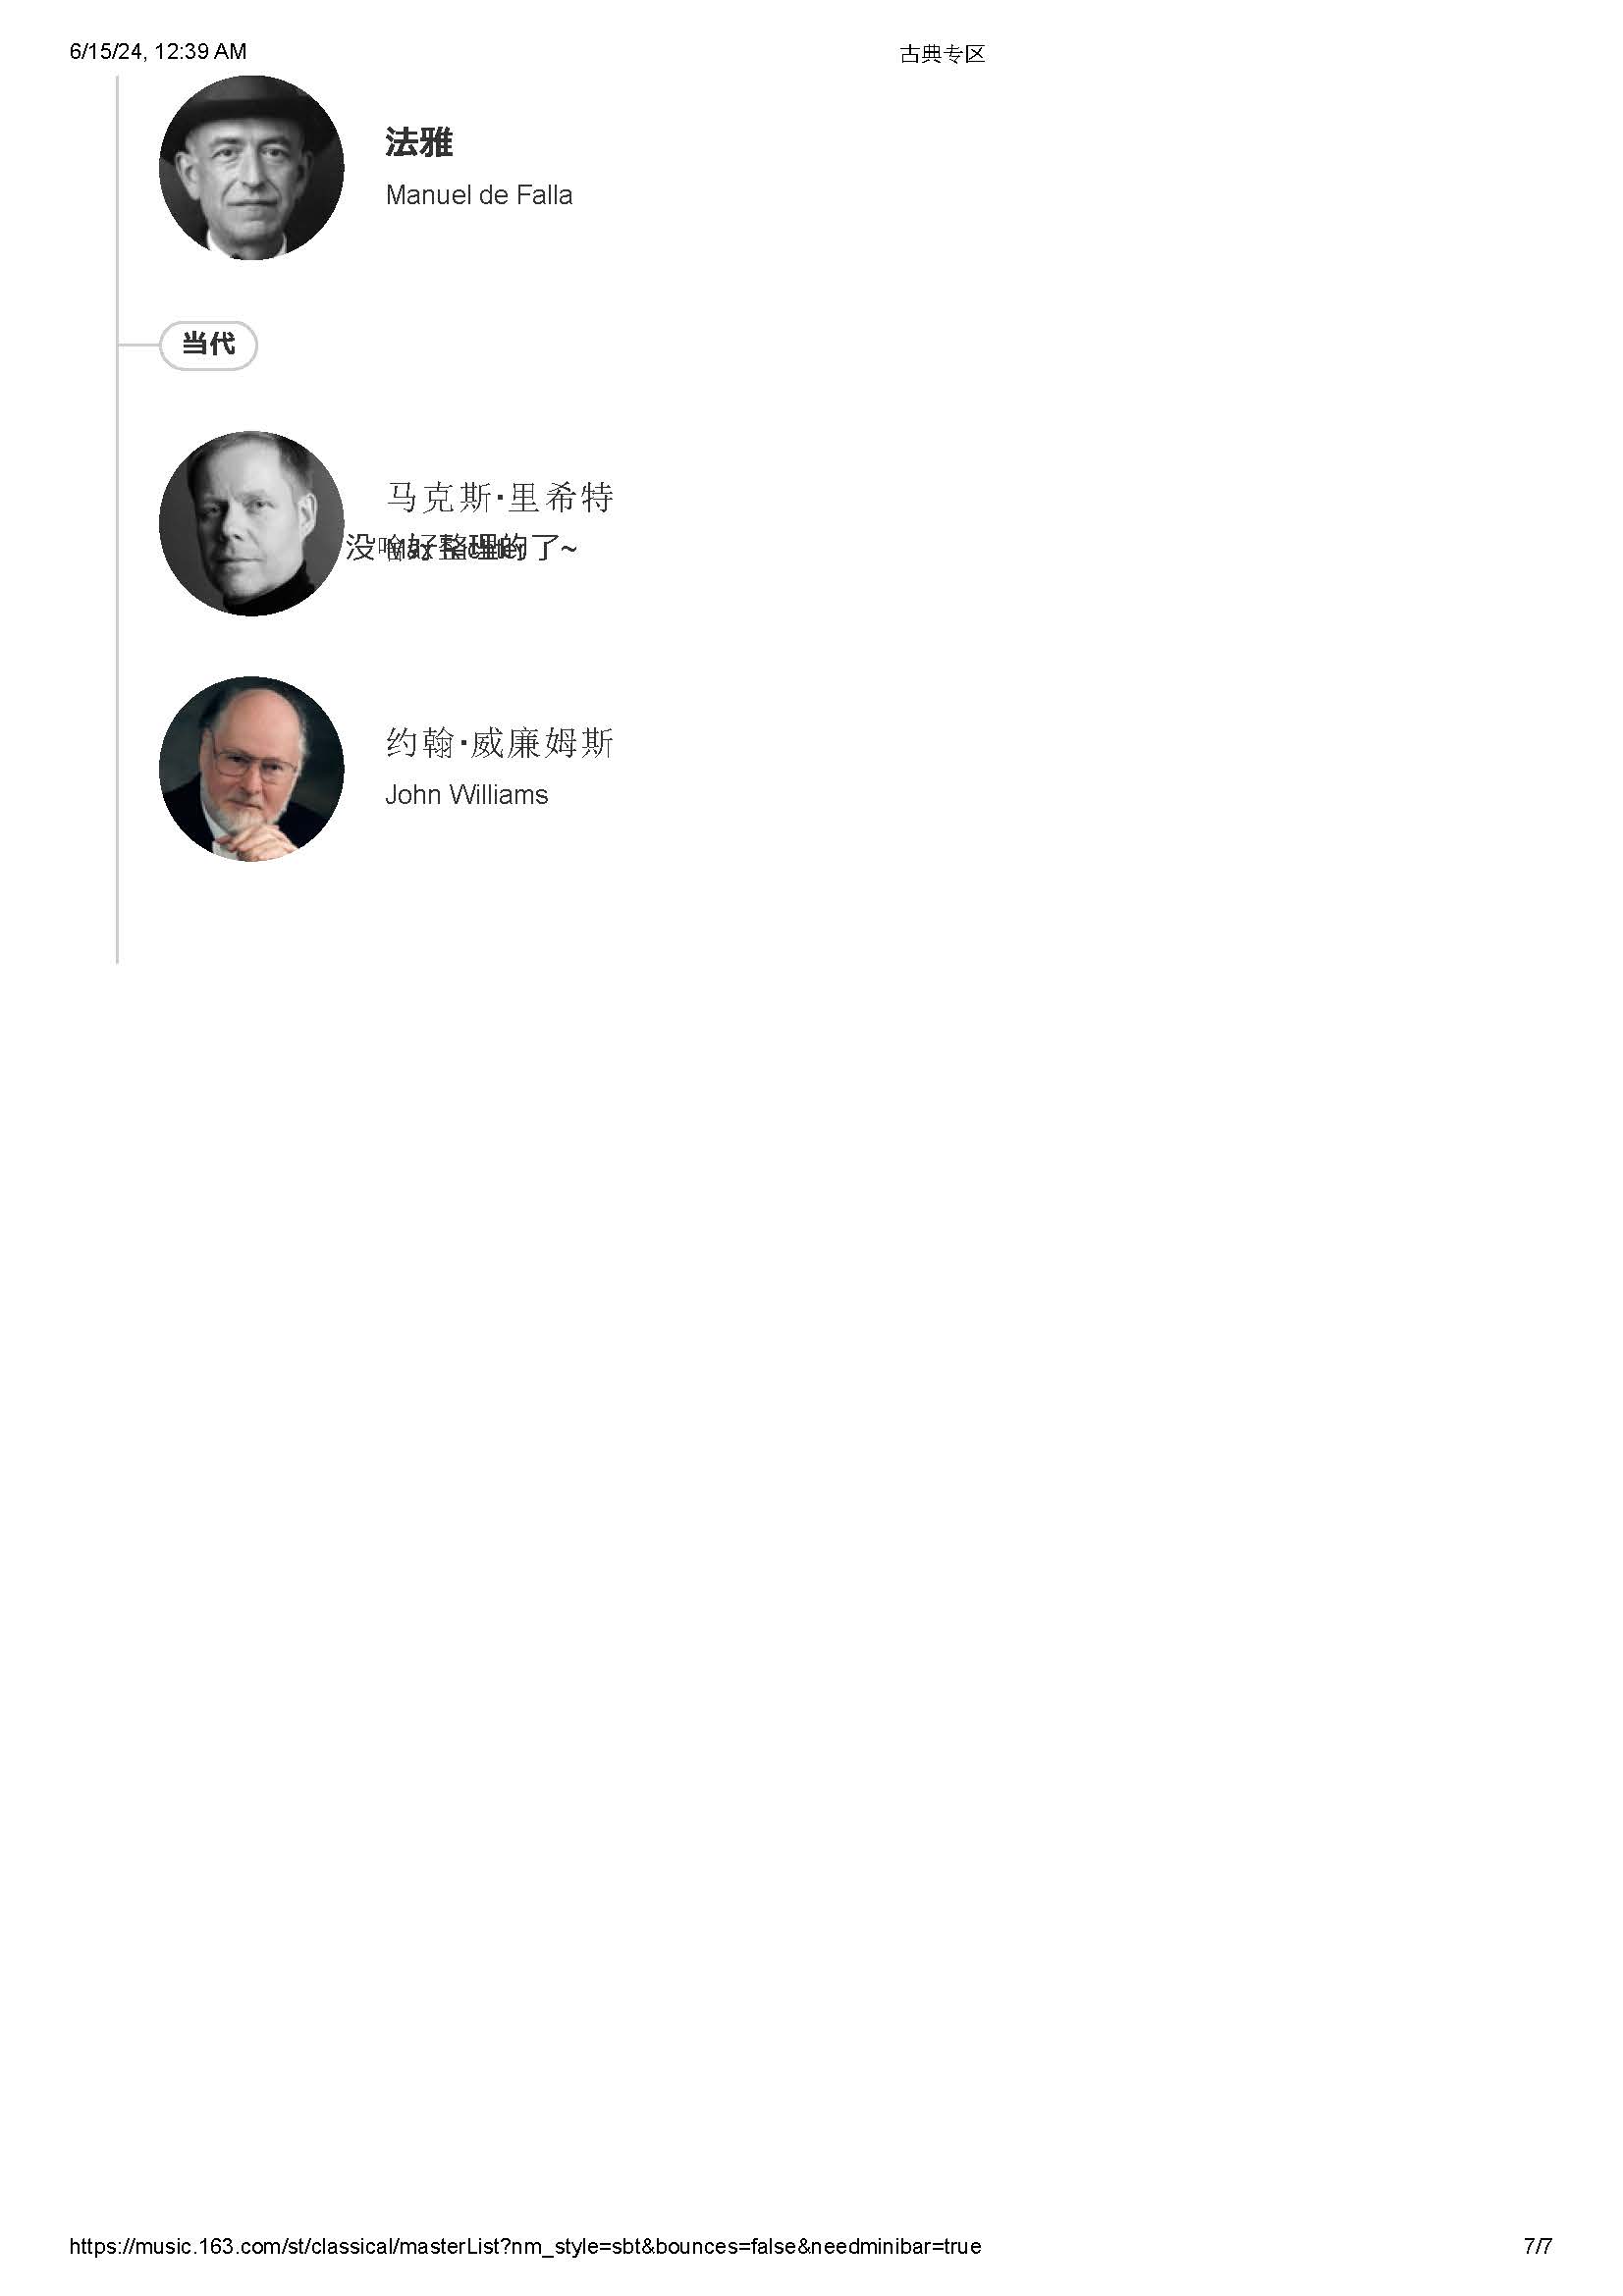 6/15/24, 12:39 AM
古典专区
法雅
Manuel de Falla
当代
马克斯·里希特
Max Richter
没啥好整理的了~
约翰·威廉姆斯
John Williams
https://music.163.com/st/classical/masterList?nm_style=sbt&bounces=false&needminibar=true
7/7